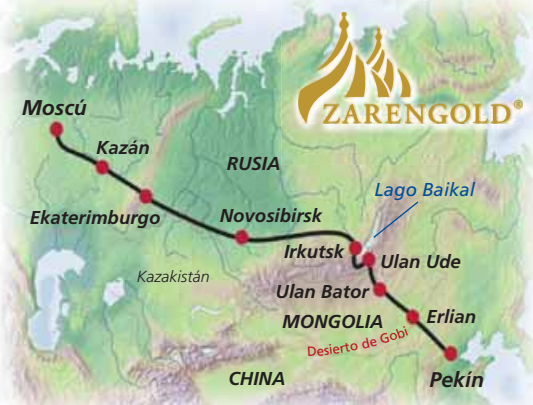 ZARENGOLD®
Moscú
Kazán
RUSIA
Lago Baikal
Ekaterimburgo
Novosibirsk
Irkutsk
Ulan Ude
Kazakistán
Ulan Bator
MONGOLIA
Erlian
Desierto de Gobi
CHINA
Pekín